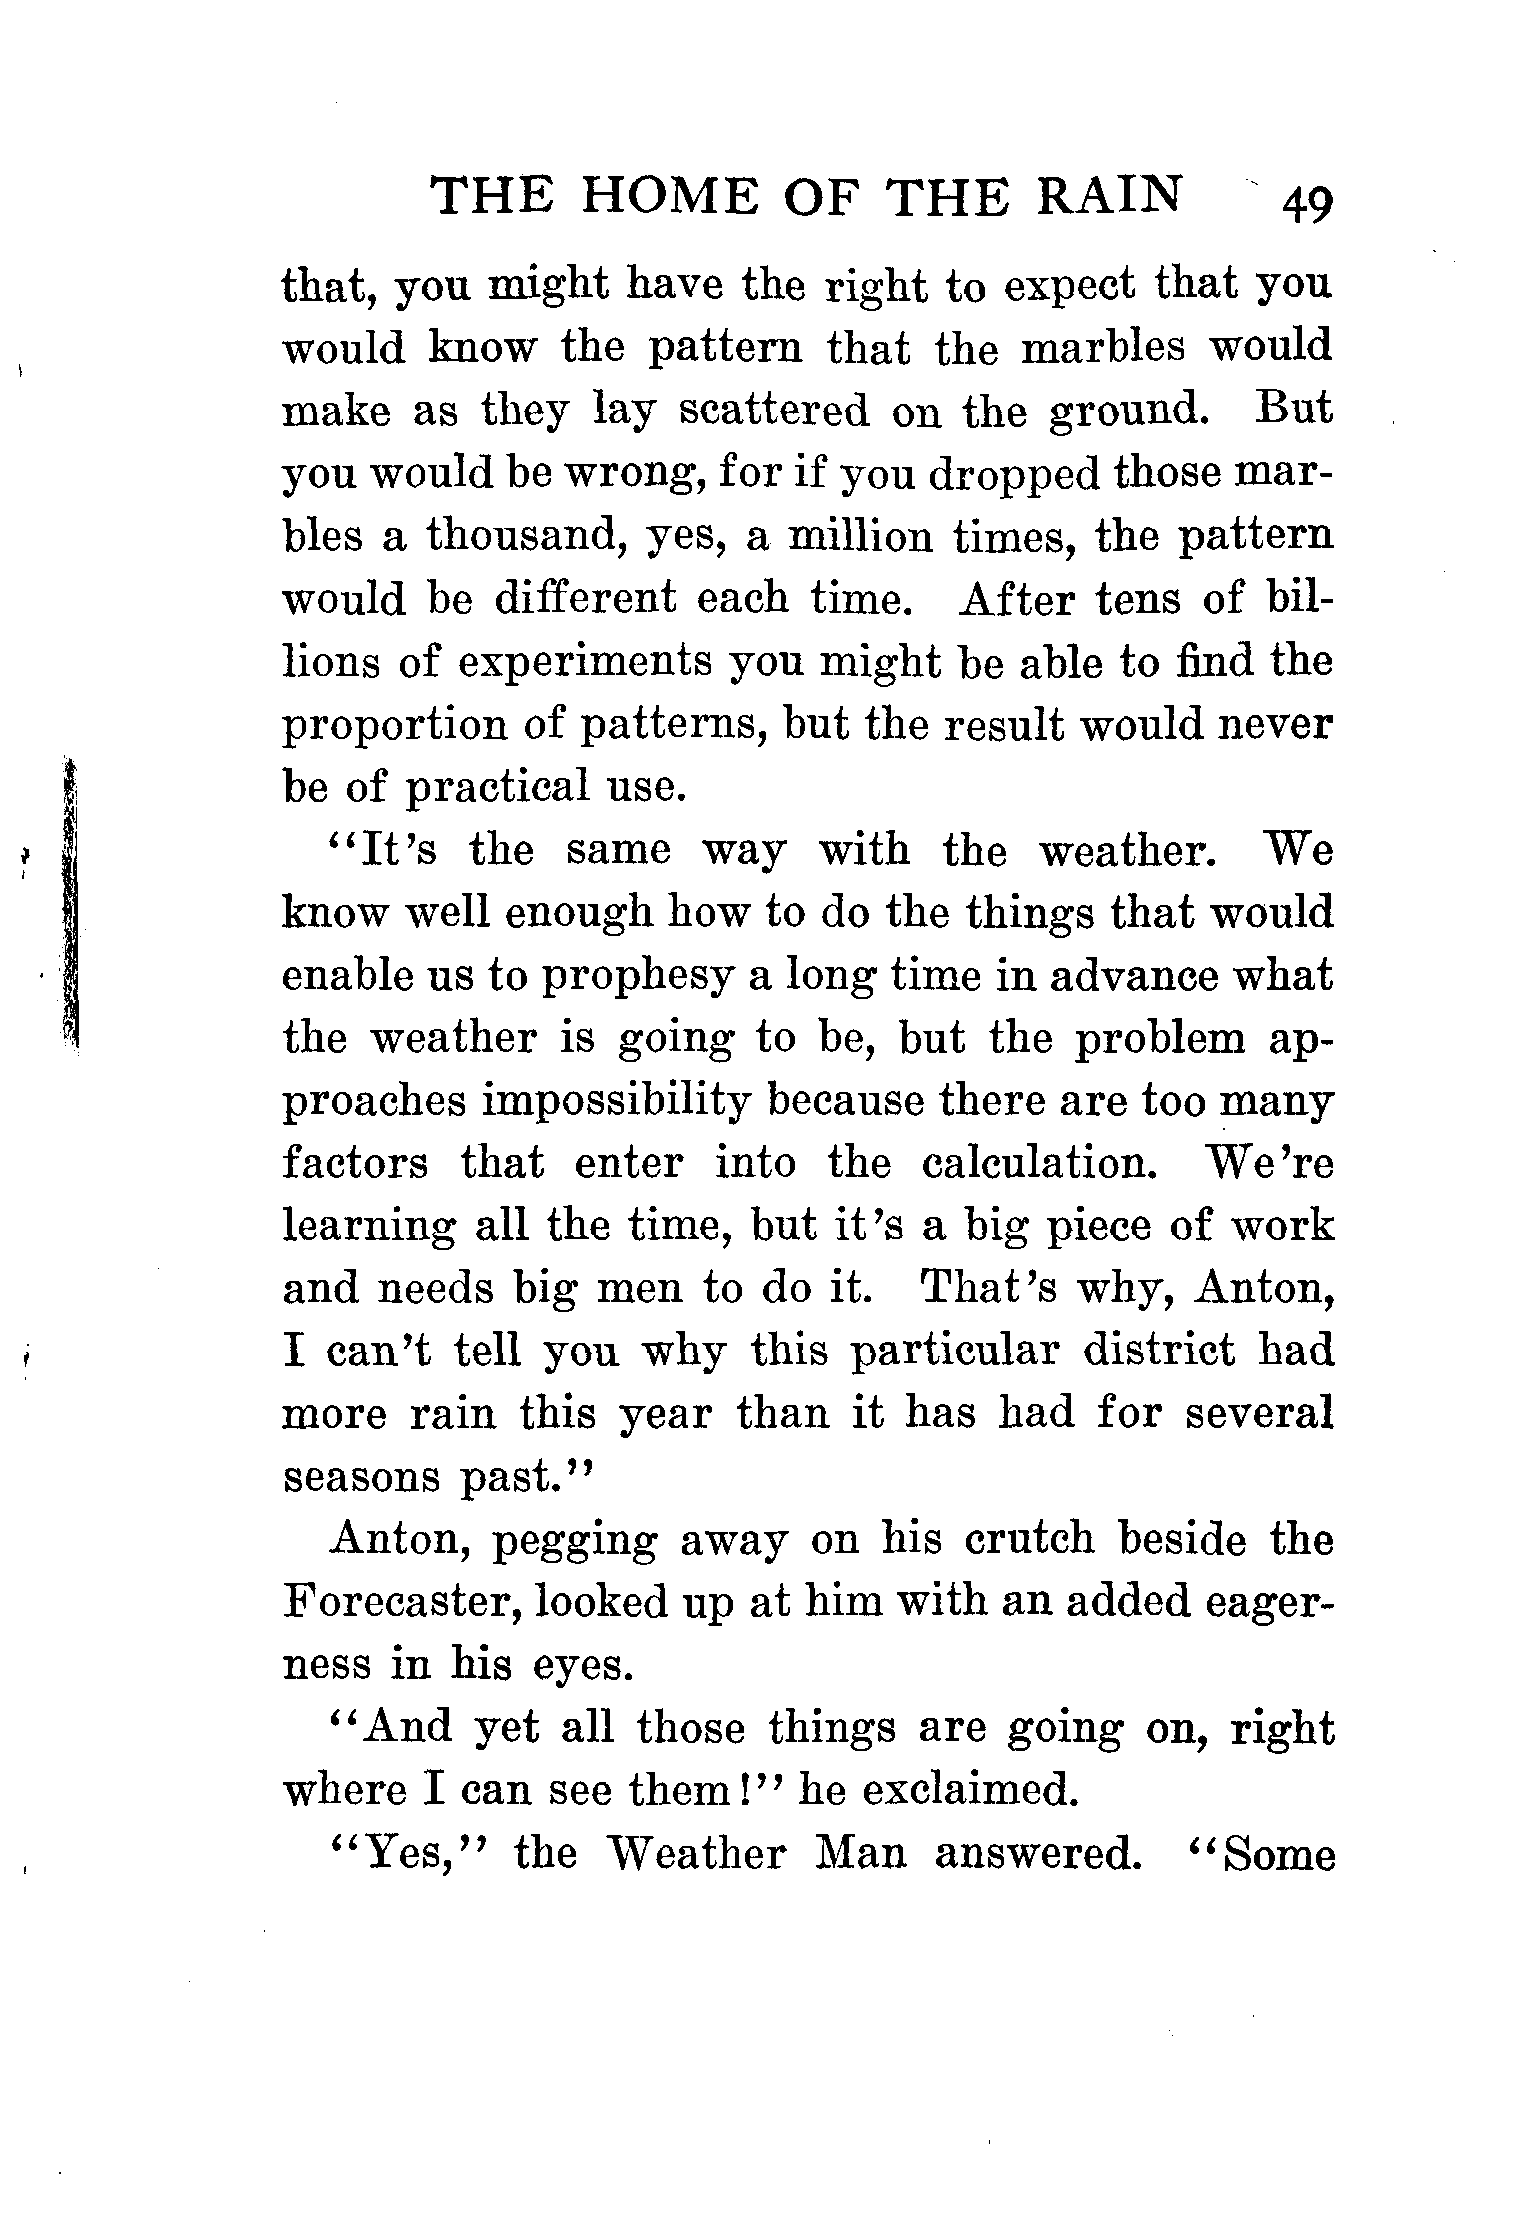 THE HOME OF THE RAIN 49
that, you might have the right to expect that you
would know the pattern that the marbles would
make as they lay scattered on the ground. But
you would be wrong, for if you dropped those mar-
bles a thousand, yes, a million times, the pattern
would be different each time. After tens of bil-
lions of experiments you might be able to find the
proportion of patterns, but the result would never
be of practical use.
“It’s the same way with the weather. We
know well enough how to do the things that would
enable us to prophesy a long time in advance what
the weather is going to be, but the problem ap-
proaches impossibility because there are too many
factors that enter into the calculation. We’re
learning all the time, but it’s a big piece of work
and needs big men to do it. That’s why, Anton,
I can’t tell you why this particular district had
more rain this year than it has had for several
seasons past.”
Anton, pegging away on his crutch beside the
Forecaster, looked up at him with an added eager-
ness in his eyes.
“And yet all those things are going on, right
where I can see them!” he exclaimed.
“Yes,” the Weather Man answered. “Some